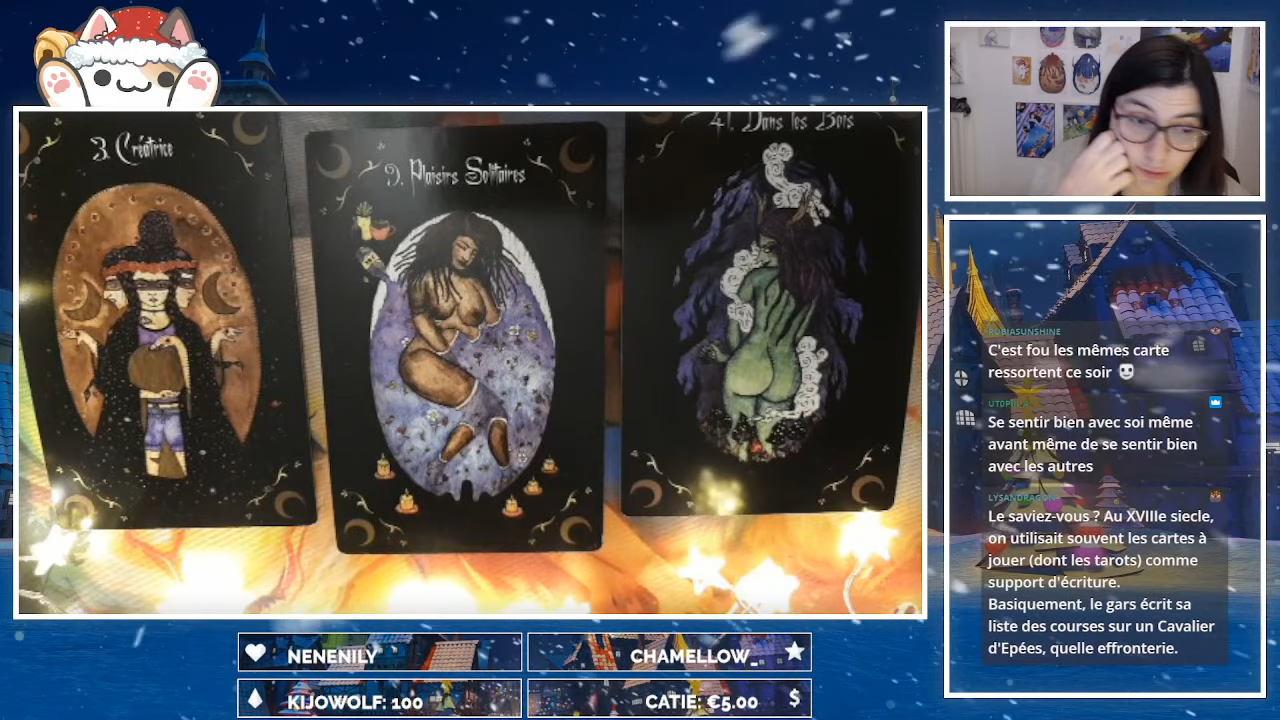 3. Créatrice
9. Plaisirs Solitaires
41. Dans les Bois
RUBIASUNSHINE
C'est fou les mêmes carte
ressortent ce soir
Se sentir bien avec soi même
avant même de se sentir bien
avec les autres
LYSANDRAGON
Le saviez-vous ? Au XVIIIe siecle,
on utilisait souvent les cartes à
jouer (dont les tarots) comme
support d'écriture.
Basiquement, le gars écrit sa
liste des courses sur un Cavalier
d'Epées, quelle effronterie.
NENENILY
CHAMELLOW_
KIJOWOLF: 100
CATIE: €5.00 $